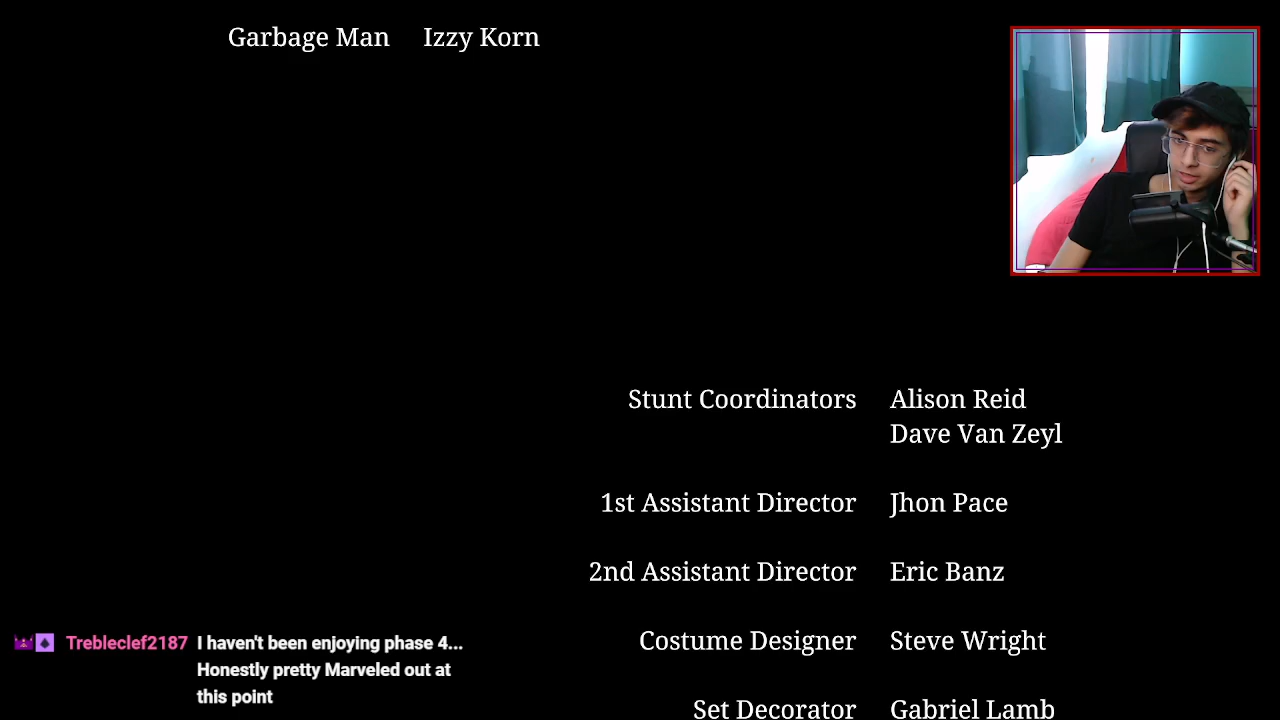 Garbage Man Izzy Korn
Stunt Coordinators Alison Reid
Dave Van Zeyl
1st Assistant Director Jhon Pace
2nd Assistant Director Eric Banz
Costume Designer Steve Wright
Set Decorator Gabriel Lamb
Trebleclef2187 I haven't been enjoying phase 4...
Honestly pretty Marveled out at
this point